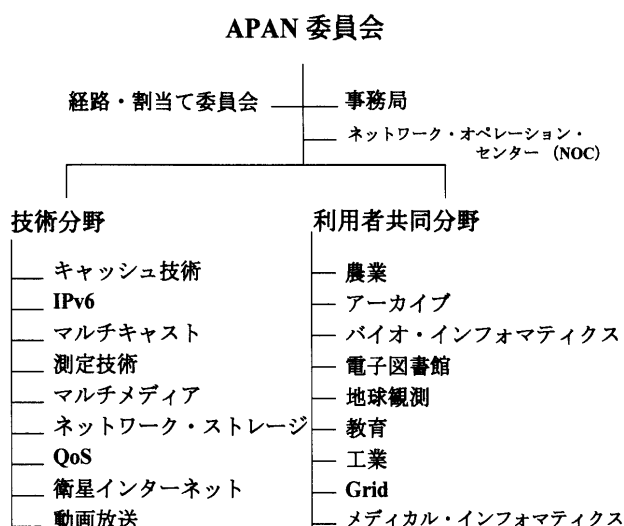 APAN 委員会
経路・割当て委員会
事務局
ネットワーク・オペレーション・
センター （NOC）
技術分野
キャッシュ技術
IPv6
マルチキャスト
測定技術
マルチメディア
ネットワーク・ストレージ
QoS
衛星インターネット
動画放送
利用者共同分野
農業
アーカイブ
バイオ・インフォマティクス
電子図書館
地球観測
教育
工業
Grid
メディカル・インフォマティクス